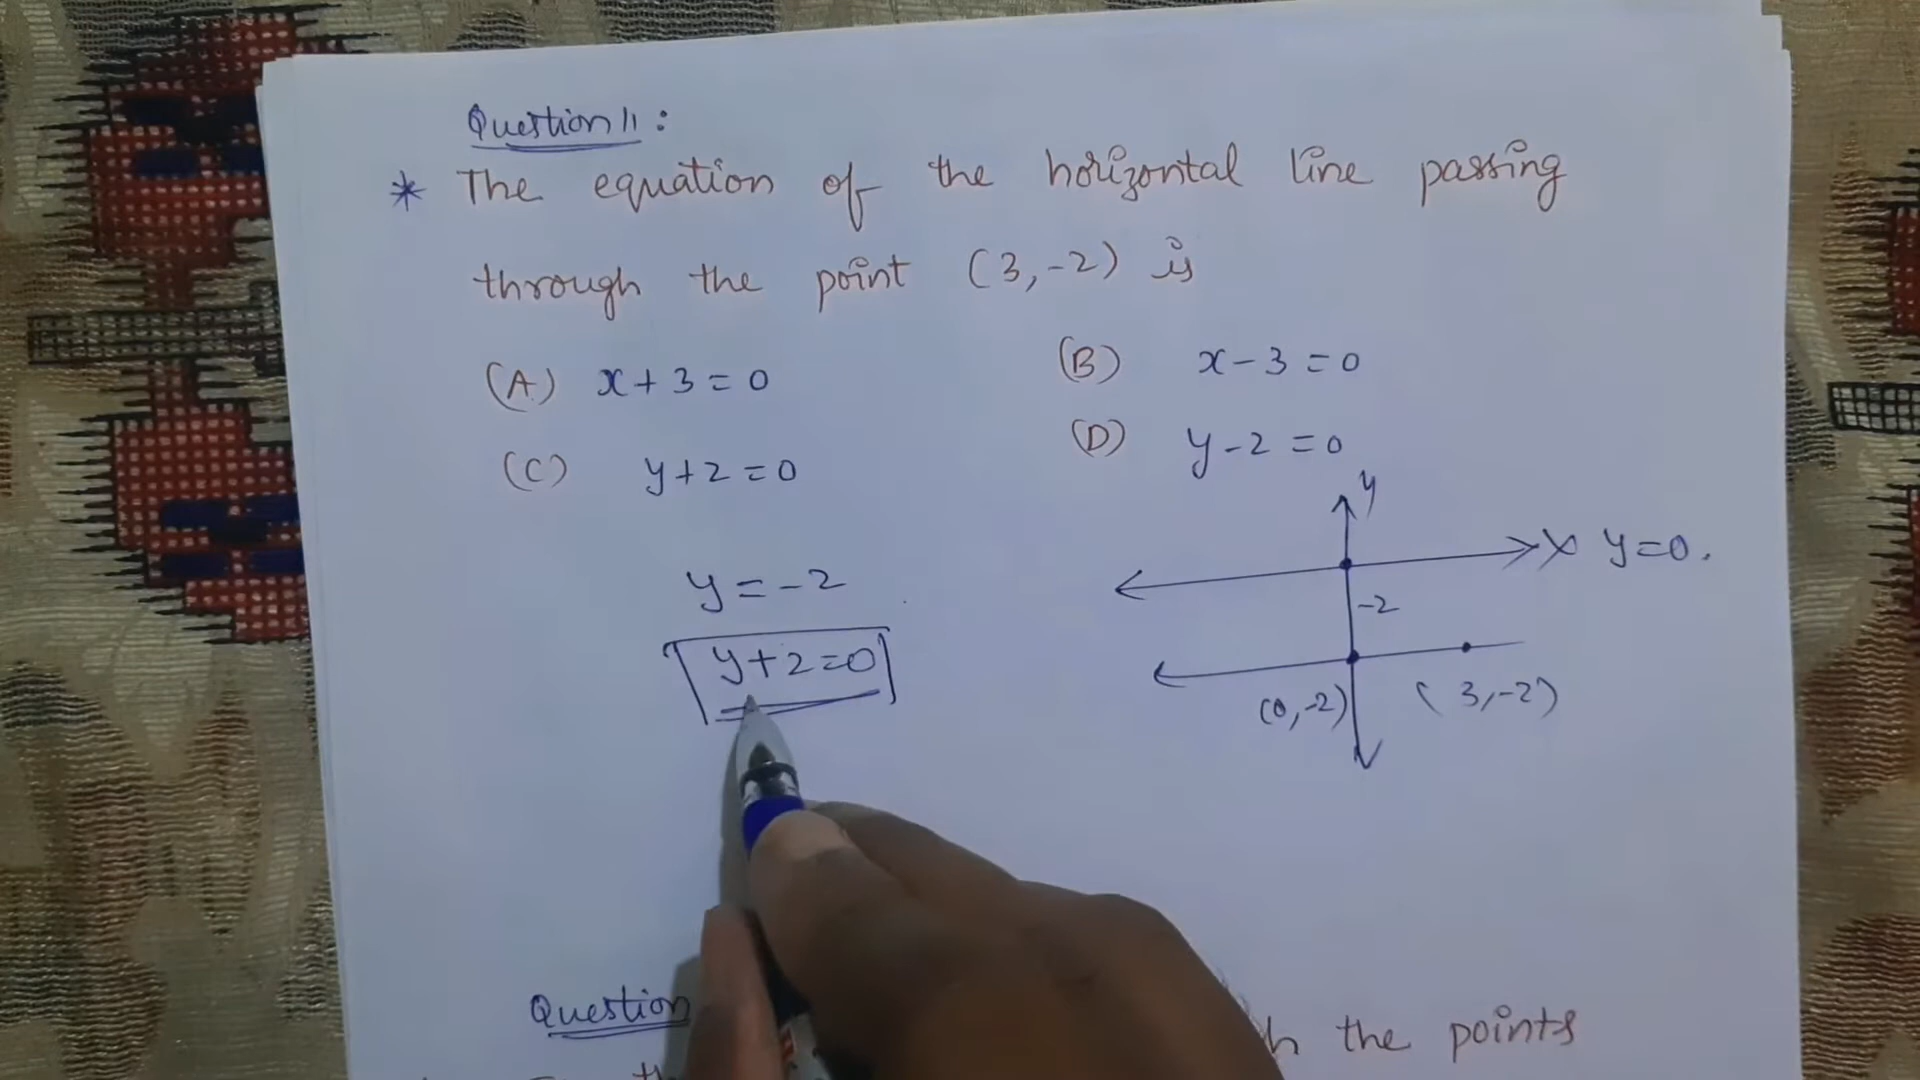 Question 11 :
* The equation of the horizontal line passing
through the point (3,-2) is
(A) x + 3 = 0
(B) x - 3 = 0
(C) y + 2 = 0
(D) y - 2 = 0
y
x y=0.
y = -2
-2
y+2=0
(0,-2)
(3,-2)
Question
the points